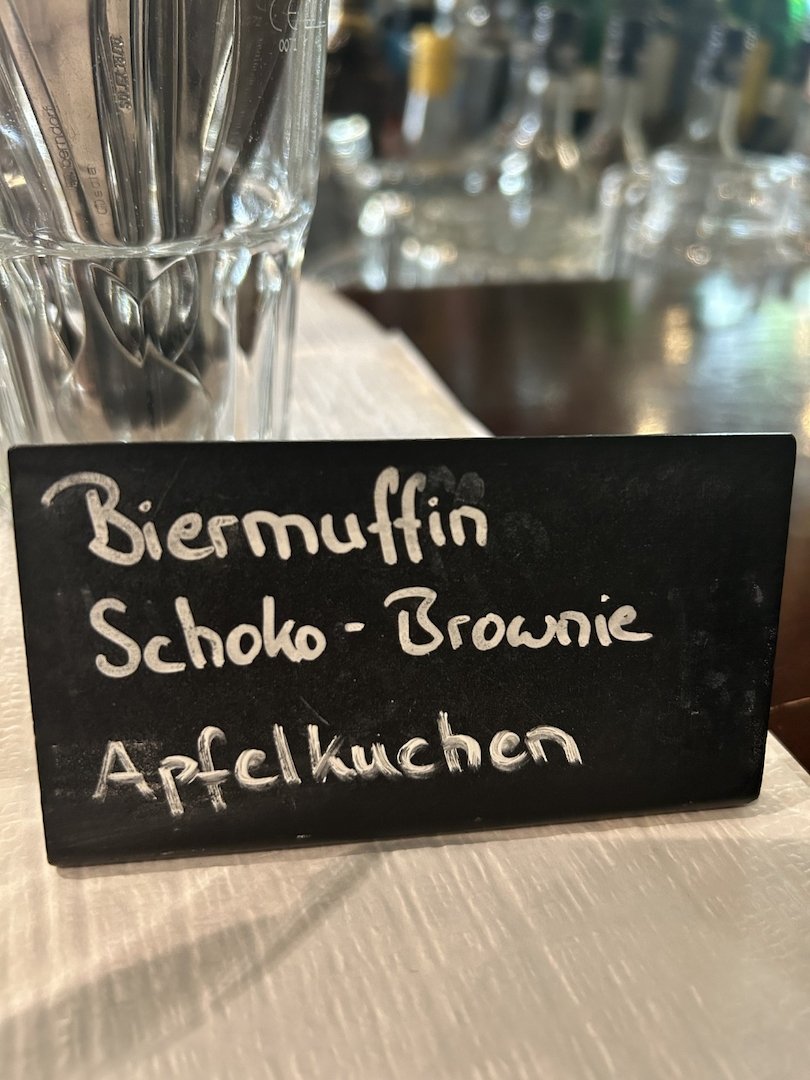 Biermuffin
Schoko - Brownie
Apfelkuchen